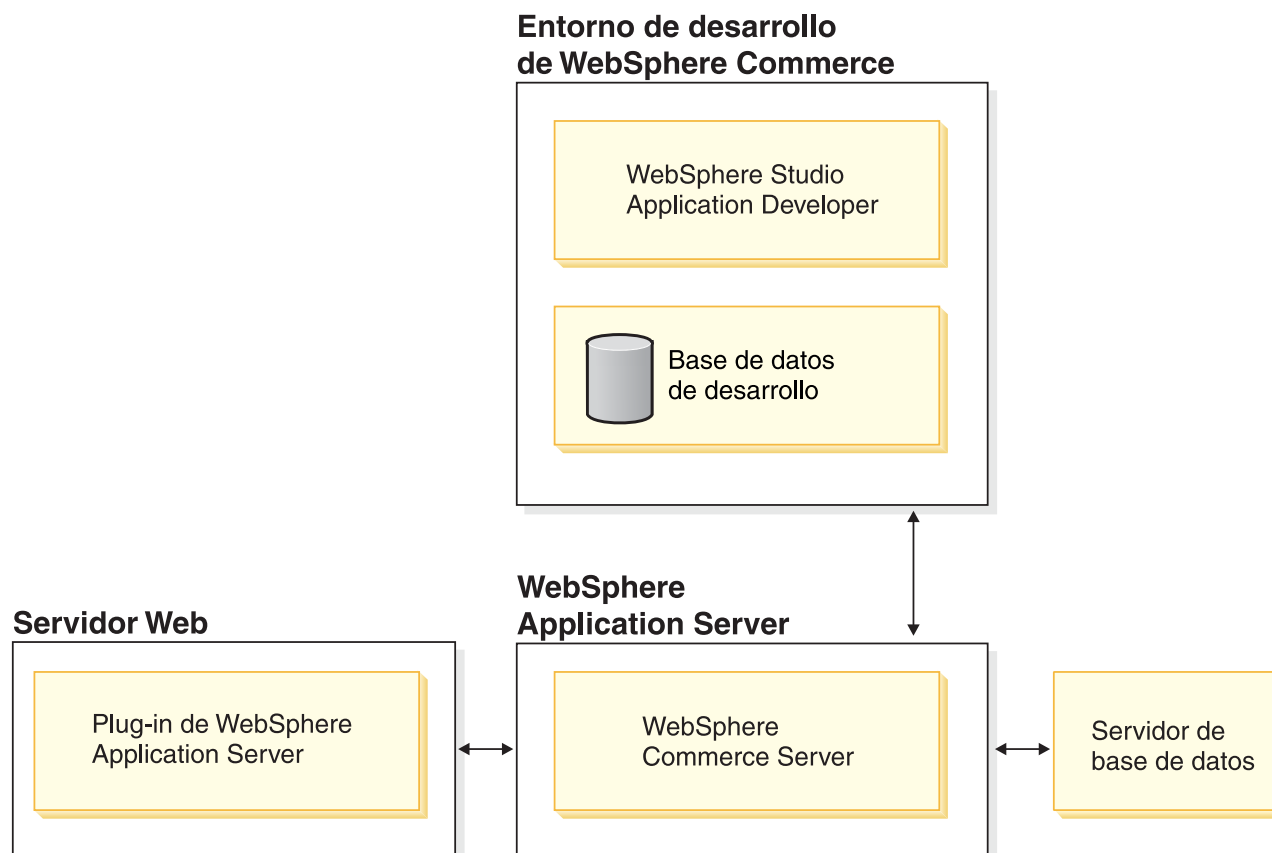 Entorno de desarrollo
de WebSphere Commerce
WebSphere Studio
Application Developer
Base de datos
de desarrollo
WebSphere
Application Server
Servidor Web
Plug-in de WebSphere
Application Server
WebSphere
Commerce Server
Servidor de
base de datos